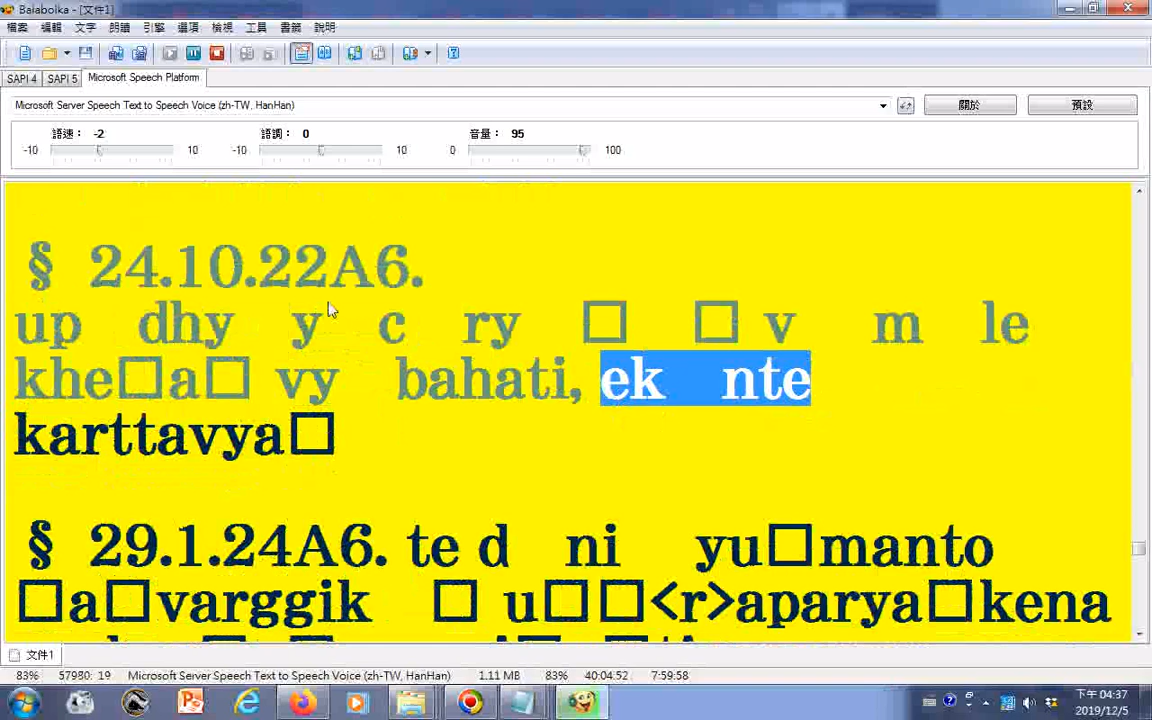 Balabolka - [文件1]
檔案 編輯 文字 朗讀 引擎 選項 檢視 工具 書籤 說明
SAPI 4 SAPI 5 Microsoft Speech Platform
Microsoft Server Speech Text to Speech Voice (zh-TW, HanHan) 關於 預設
語速： -2 語調： 0 音量： 95
-10 10 -10 10 0 100
§ 24.10.22A6.
up dhy y c ry □ □ v m le
khe□a□ vy bahati, ek nte
karttavya□
§ 29.1.24A6. te d ni yu□manto
□a□varggik □ u□□<r>aparya□kena
文件1
83% 57980: 19 Microsoft Server Speech Text to Speech Voice (zh-TW, HanHan) 1.11 MB 83% 40:04:52 7:59:58
下午 04:37
2019/12/5